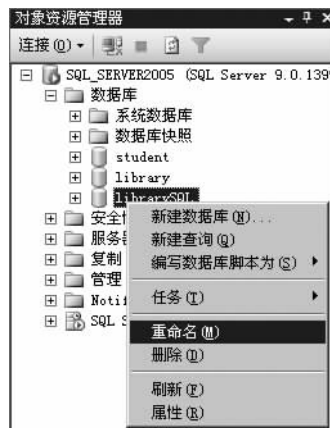 对象资源管理器
连接(O)
SQL_SERVER2005 (SQL Server 9.0.139
数据库
系统数据库
数据库快照
student
library
librarySQL
安全
新建数据库(N)...
服务
新建查询(Q)
复制
编写数据库脚本为(S)
管理
任务(T)
Notif
SQL S
重命名(M)
删除(D)
刷新(F)
属性(R)